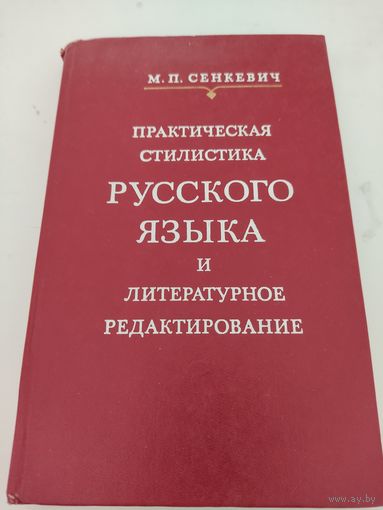 М. П. СЕНКЕВИЧ
ПРАКТИЧЕСКАЯ
СТИЛИСТИКА
РУССКОГО
ЯЗЫКА
И
ЛИТЕРАТУРНОЕ
РЕДАКТИРОВАНИЕ
www.ay.by